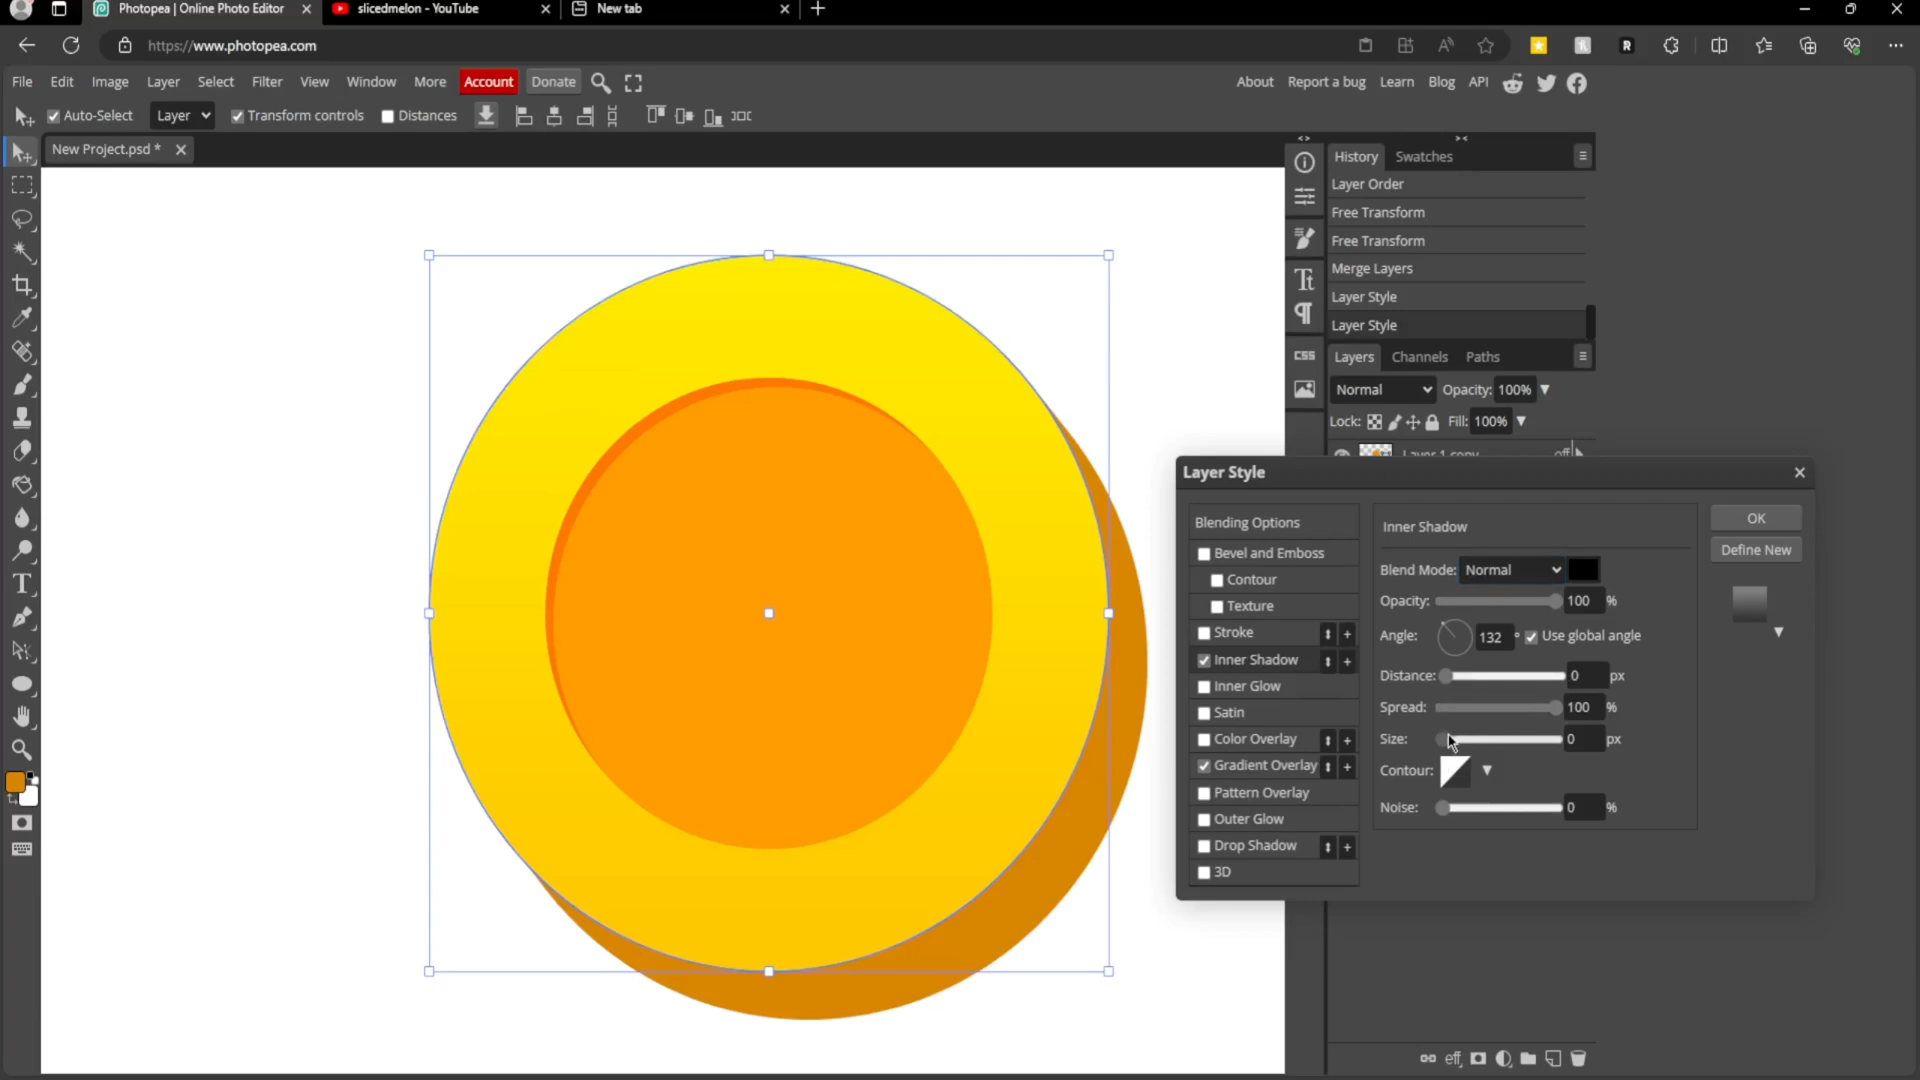 Photopea | Online Photo Editor
slicedmelon - YouTube
New tab
https://www.photopea.com
File Edit Image Layer Select Filter View Window More Account Donate
About Report a bug Learn Blog API
Auto-Select Layer Transform controls Distances
New Project.psd *
History Swatches
Layer Order
Free Transform
Free Transform
Merge Layers
Layer Style
Layer Style
CSS
Layers Channels Paths
Normal Opacity: 100%
Lock: Fill: 100%
Layer 1 copy eff
Layer Style
Blending Options
Bevel and Emboss
Contour
Texture
Stroke
Inner Shadow
Inner Glow
Satin
Color Overlay
Gradient Overlay
Pattern Overlay
Outer Glow
Drop Shadow
3D
Inner Shadow
Blend Mode: Normal
Opacity: 100 %
Angle: 132 ° Use global angle
Distance: 0 px
Spread: 100 %
Size: 0 px
Contour:
Noise: 0 %
OK
Define New
eff